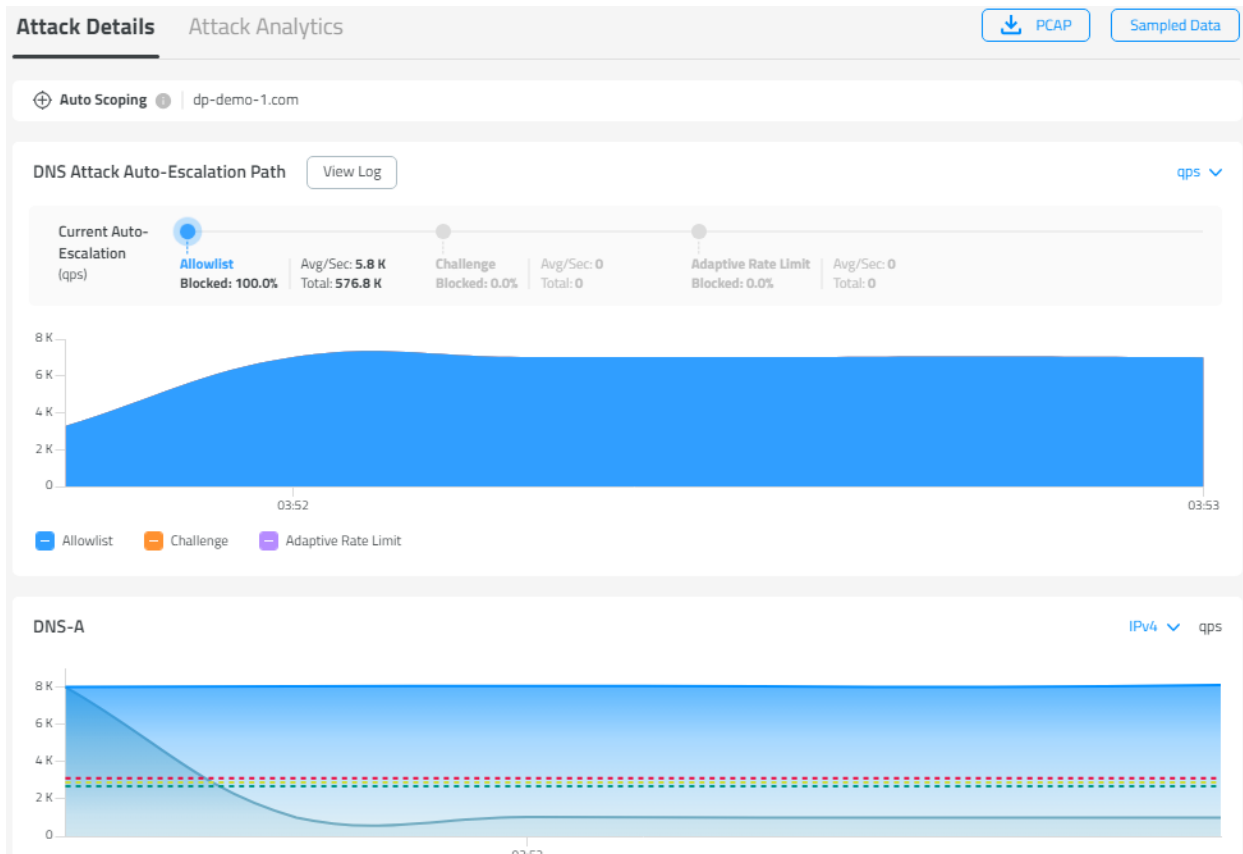 Attack Details Attack Analytics PCAP Sampled Data
Auto Scoping dp-demo-1.com
DNS Attack Auto-Escalation Path View Log qps
Current Auto-
Escalation
(qps)
Allowlist Avg/Sec: 5.8 K Challenge Avg/Sec: 0 Adaptive Rate Limit Avg/Sec: 0
Blocked: 100.0% Total: 576.8 K Blocked: 0.0% Total: 0 Blocked: 0.0% Total: 0
8 K
6 K
4 K
2 K
0
03:52 03:53
Allowlist Challenge Adaptive Rate Limit
DNS-A IPv4 qps
8 K
6 K
4 K
2 K
0